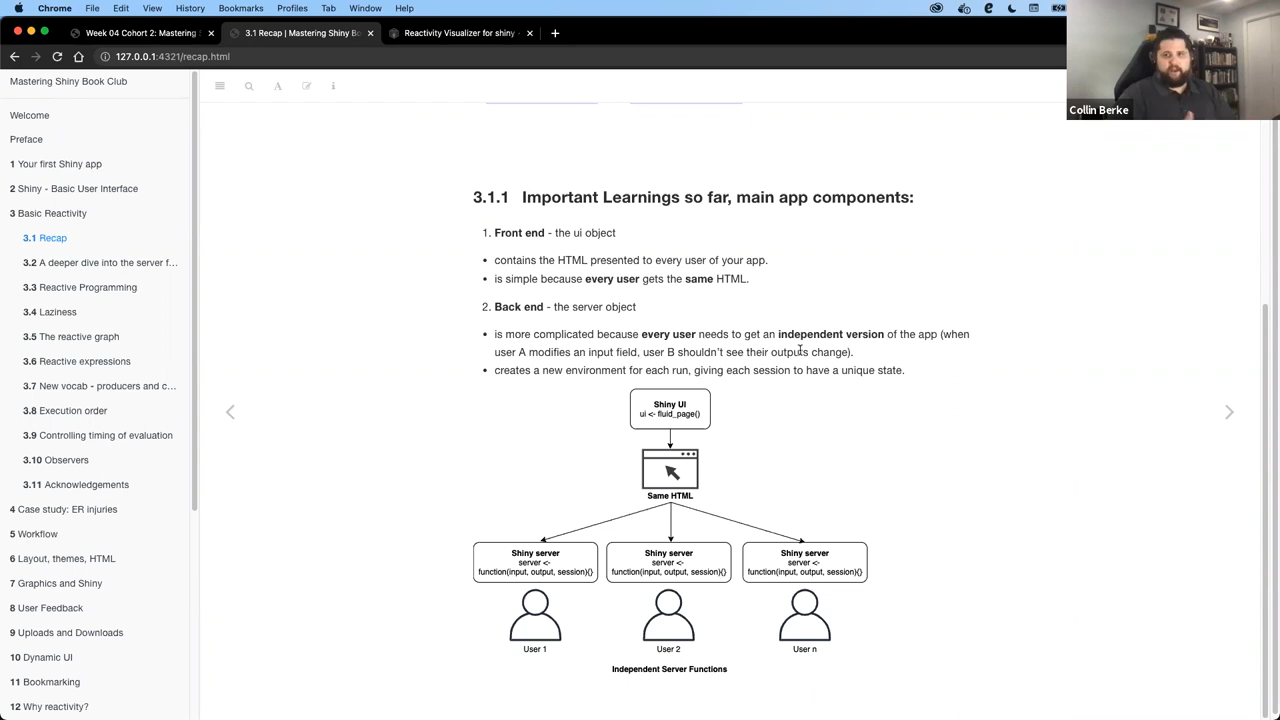 Chrome File Edit View History Bookmarks Profiles Tab Window Help
Week 04 Cohort 2: Mastering S
3.1 Recap | Mastering Shiny Bo
Reactivity Visualizer for shiny
127.0.0.1:4321/recap.html
Collin Berke
Mastering Shiny Book Club
Welcome
Preface
1 Your first Shiny app
2 Shiny - Basic User Interface
3 Basic Reactivity
3.1 Recap
3.2 A deeper dive into the server f...
3.3 Reactive Programming
3.4 Laziness
3.5 The reactive graph
3.6 Reactive expressions
3.7 New vocab - producers and c...
3.8 Execution order
3.9 Controlling timing of evaluation
3.10 Observers
3.11 Acknowledgements
4 Case study: ER injuries
5 Workflow
6 Layout, themes, HTML
7 Graphics and Shiny
8 User Feedback
9 Uploads and Downloads
10 Dynamic UI
11 Bookmarking
12 Why reactivity?
3.1.1 Important Learnings so far, main app components:
1. Front end - the ui object
• contains the HTML presented to every user of your app.
• is simple because every user gets the same HTML.
2. Back end - the server object
• is more complicated because every user needs to get an independent version of the app (when
user A modifies an input field, user B shouldn't see their outputs change).
• creates a new environment for each run, giving each session to have a unique state.
Shiny UI
ui <- fluid_page()
Same HTML
Shiny server
server <-
function(input, output, session){}
Shiny server
server <-
function(input, output, session){}
Shiny server
server <-
function(input, output, session){}
User 1
User 2
User n
Independent Server Functions